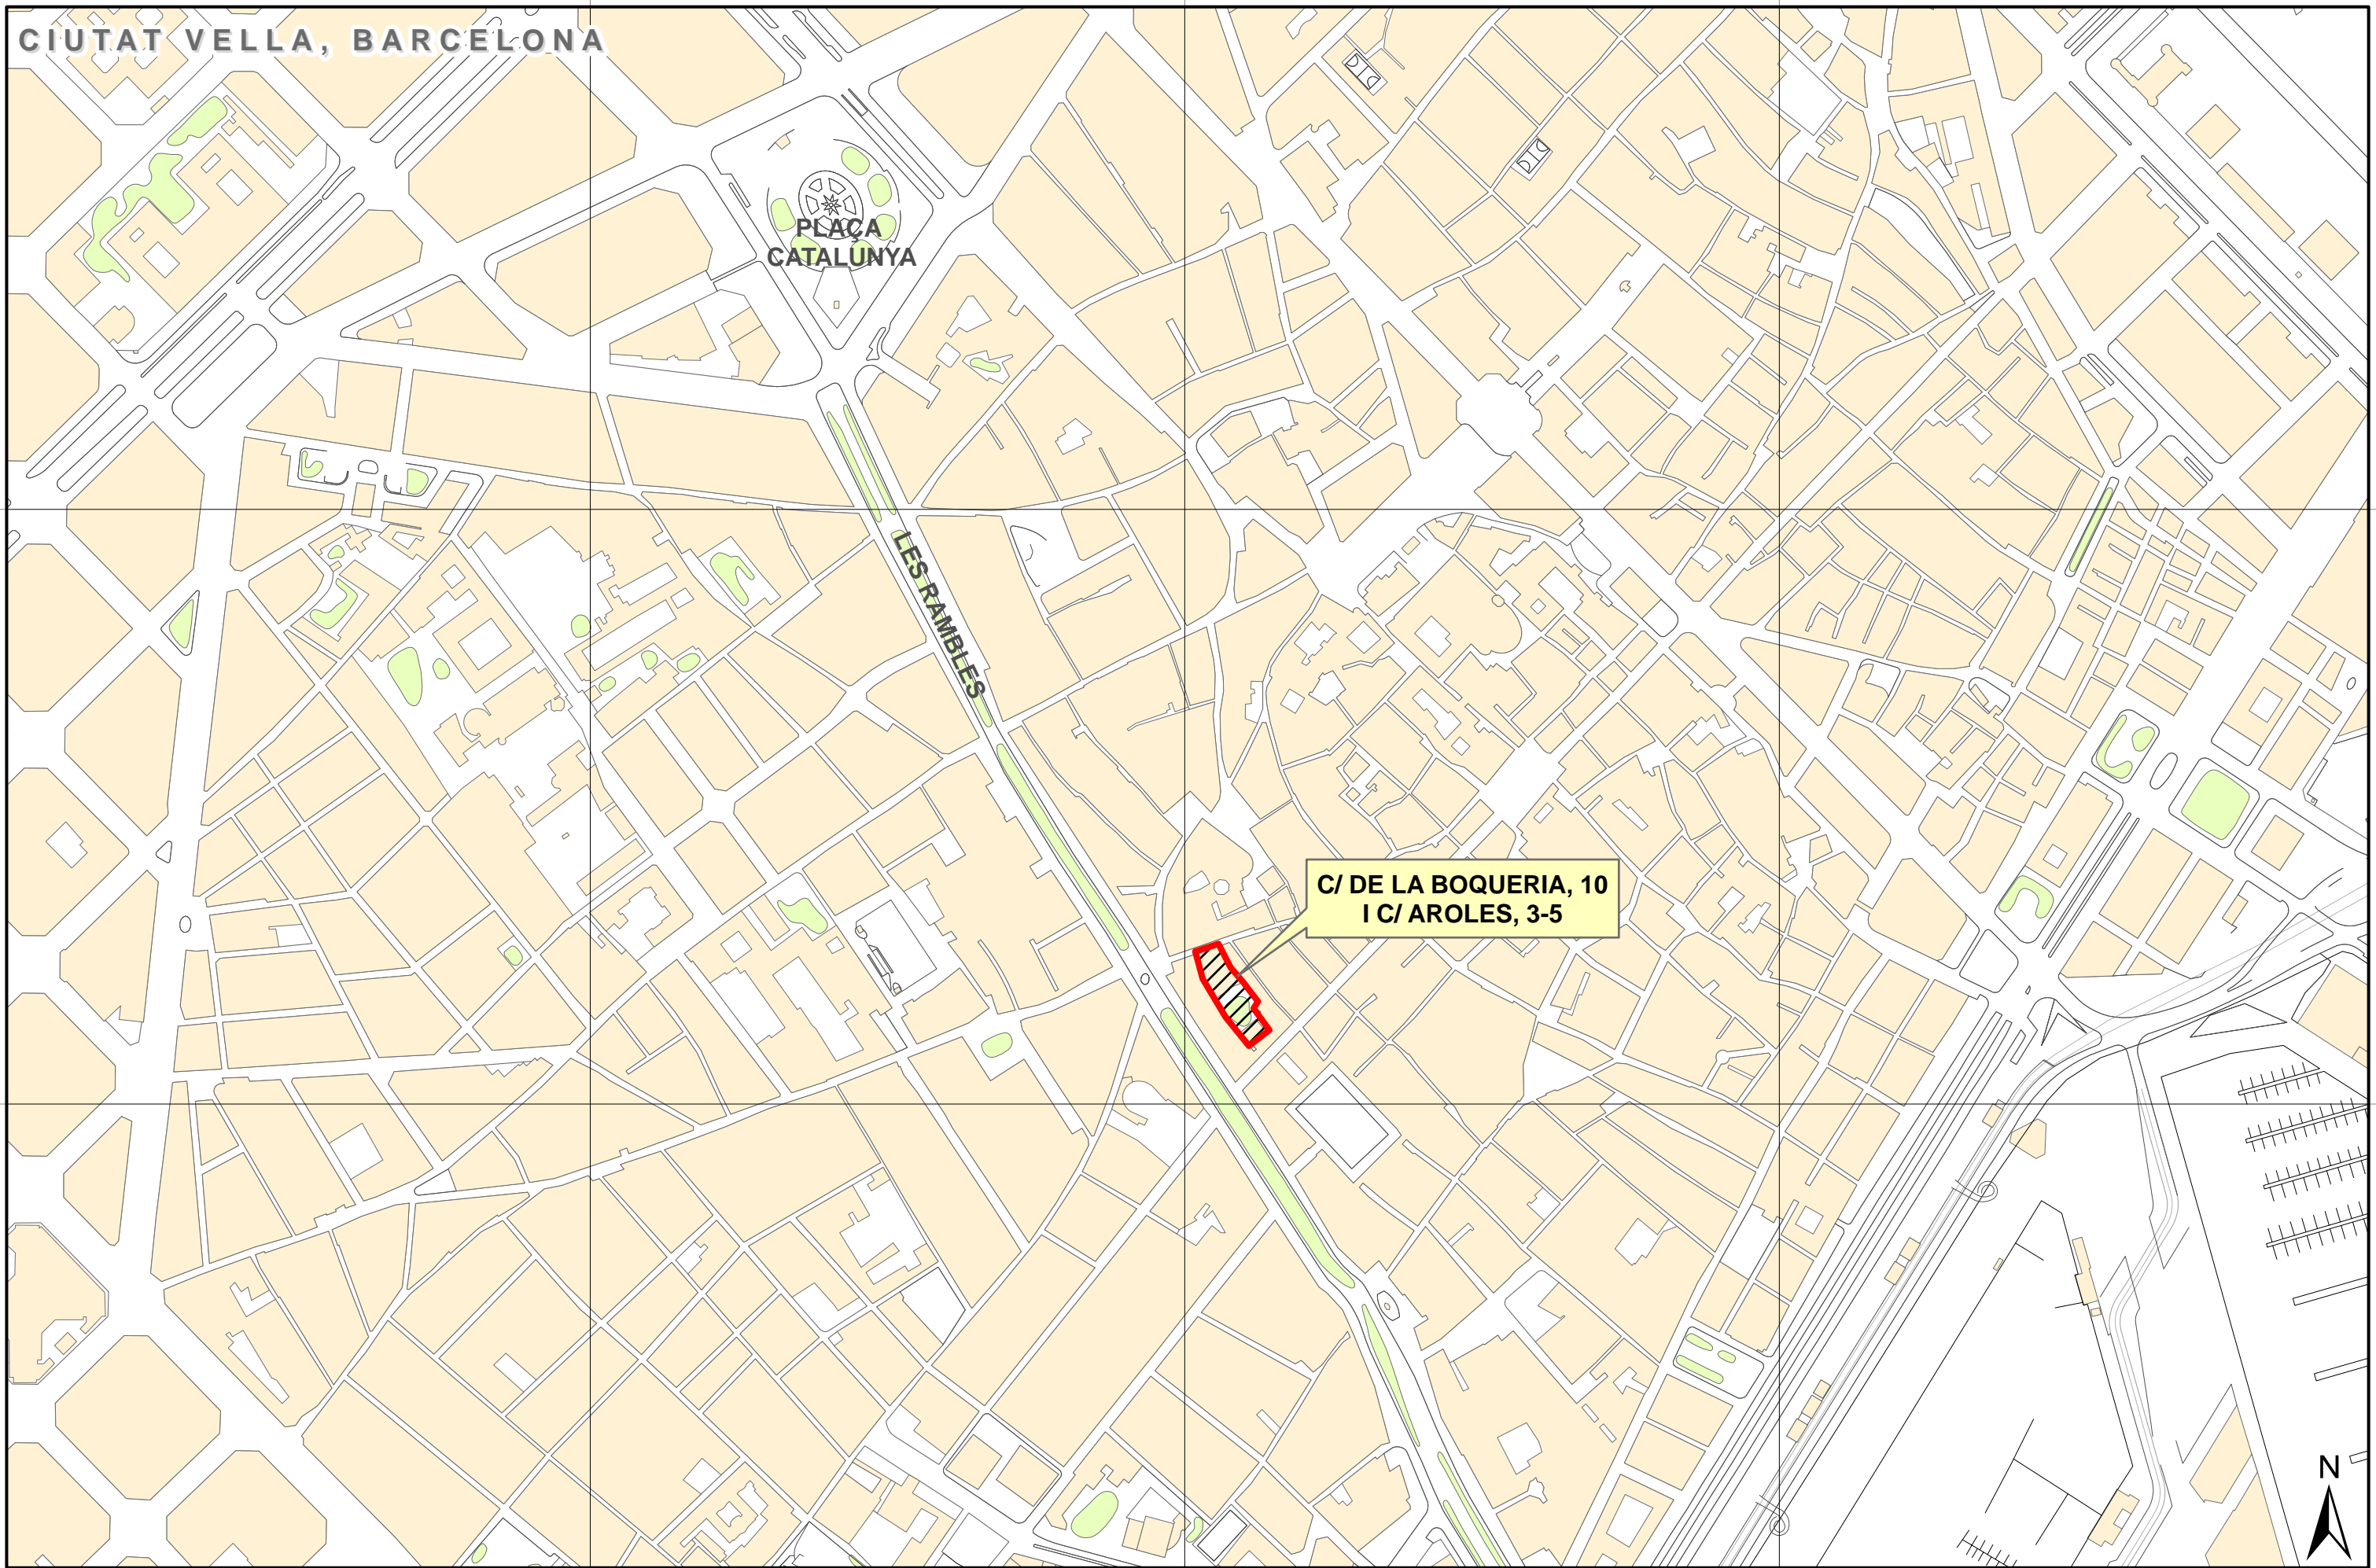 CIUTAT VELLA, BARCELONA
PLAÇA
CATALUNYA
LES RAMBLES
C/ DE LA BOQUERIA, 10
I C/ AROLES, 3-5
N